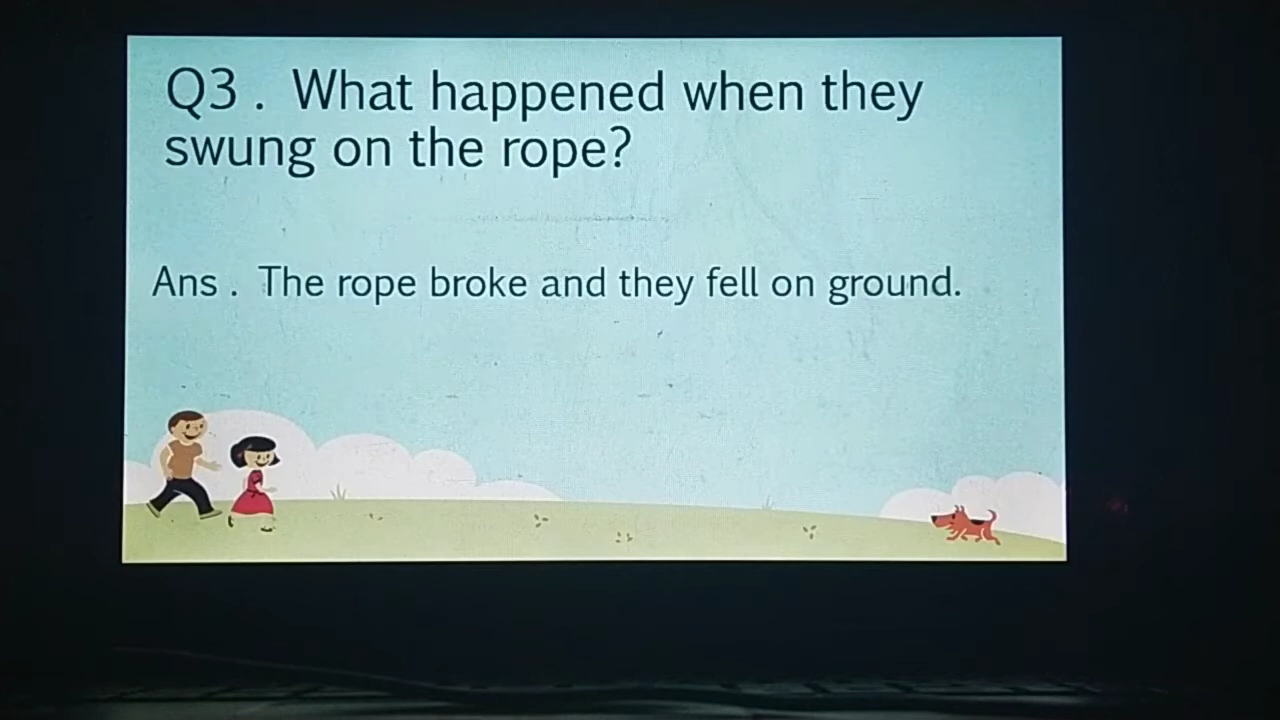 Q3 . What happened when they
swung on the rope?
Ans . The rope broke and they fell on ground.